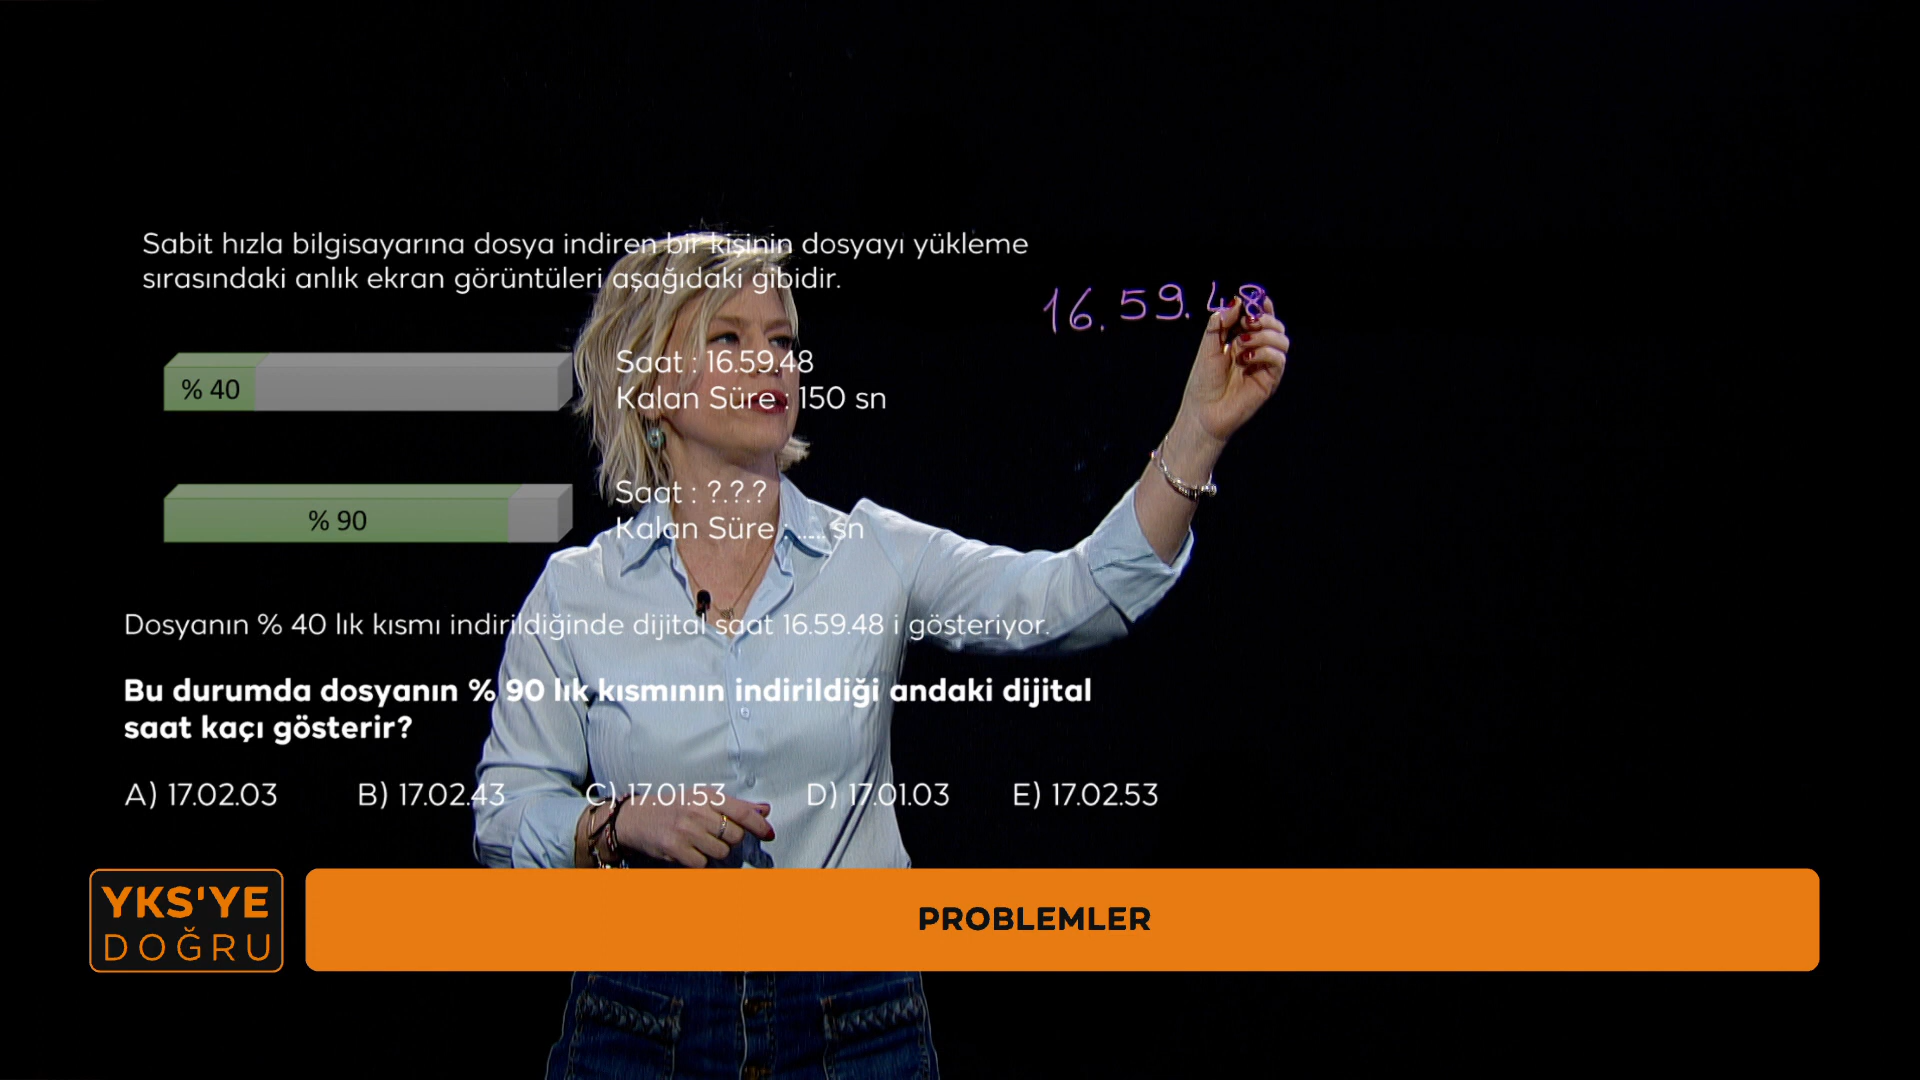 Sabit hızla bilgisayarına dosya indiren bir kişinin dosyayı yükleme
sırasındaki anlık ekran görüntüleri aşağıdaki gibidir.
16.59.48
% 40
Saat : 16.59.48
Kalan Süre : 150 sn
% 90
Saat : ?.?.?
Kalan Süre : ...... sn
Dosyanın % 40 lık kısmı indirildiğinde dijital saat 16.59.48 i gösteriyor.
Bu durumda dosyanın % 90 lık kısmının indirildiği andaki dijital
saat kaçı gösterir?
A) 17.02.03 B) 17.02.43 C) 17.01.53 D) 17.01.03 E) 17.02.53
YKS'YE
DOĞRU
PROBLEMLER